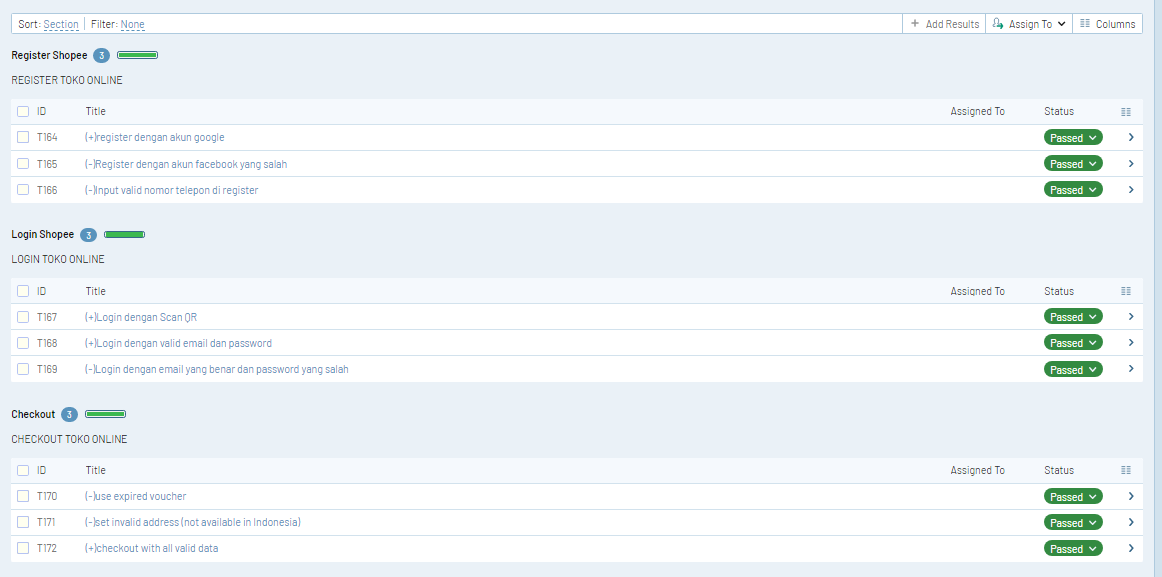 Sort: Section | Filter: None + Add Results Assign To Columns
Register Shopee 3
REGISTER TOKO ONLINE
ID Title Assigned To Status
T164 (+)register dengan akun google Passed
T165 (-)Register dengan akun facebook yang salah Passed
T166 (-)Input valid nomor telepon di register Passed
Login Shopee 3
LOGIN TOKO ONLINE
ID Title Assigned To Status
T167 (+)Login dengan Scan QR Passed
T168 (+)Login dengan valid email dan password Passed
T169 (-)Login dengan email yang benar dan password yang salah Passed
Checkout 3
CHECKOUT TOKO ONLINE
ID Title Assigned To Status
T170 (-)use expired voucher Passed
T171 (-)set invalid address (not available in Indonesia) Passed
T172 (+)checkout with all valid data Passed